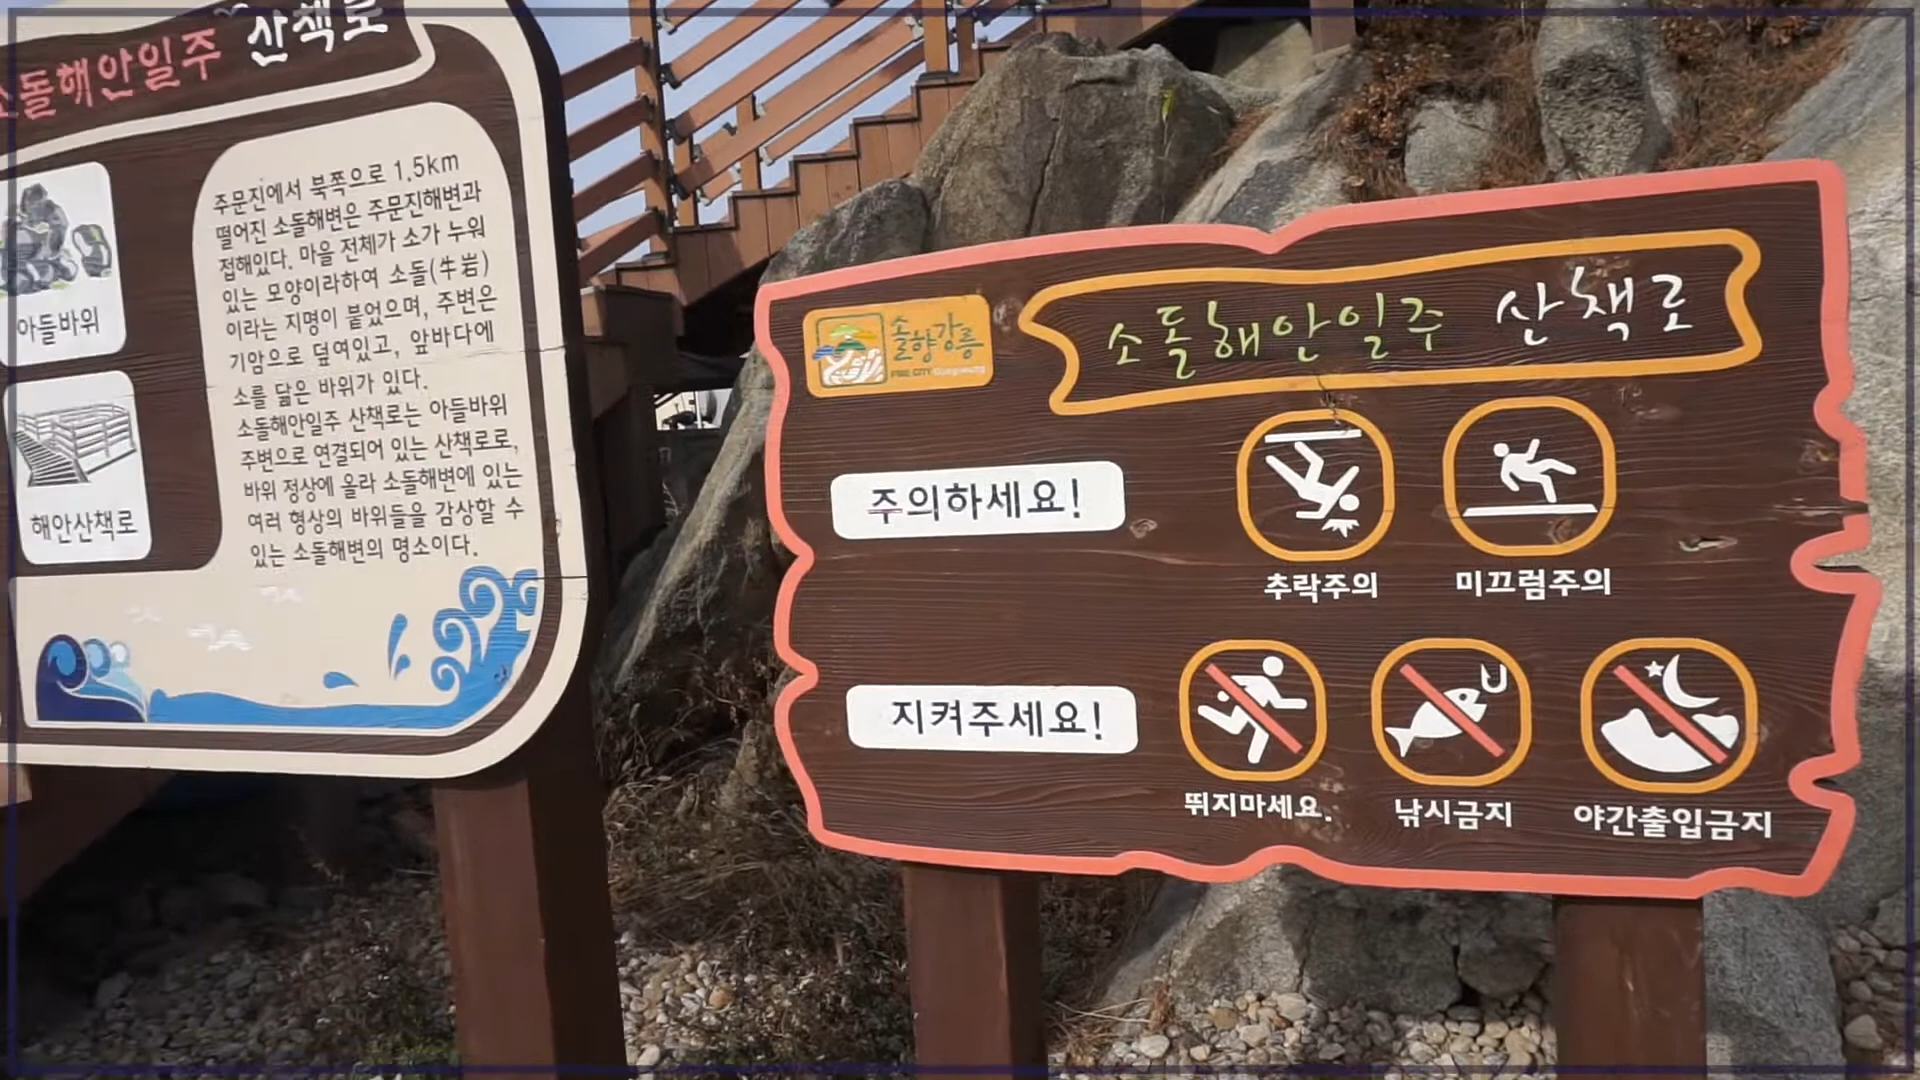 소돌해안일주 산책로
주문진에서 북쪽으로 1.5km
떨어진 소돌해변은 주문진해변과
접해있다. 마을 전체가 소가 누워
있는 모양이라하여 소돌(牛岩)
이라는 지명이 붙었으며, 주변은
기암으로 덮여있고, 앞바다에
소를 닮은 바위가 있다.
소돌해안일주 산책로는 아들바위
주변으로 연결되어 있는 산책로로,
바위 정상에 올라 소돌해변에 있는
여러 형상의 바위들을 감상할 수
있는 소돌해변의 명소이다.
아들바위
해안산책로
솔향강릉
PINE CITY Gangneung
소돌해안일주 산책로
주의하세요!
추락주의
미끄럼주의
지켜주세요!
뛰지마세요.
낚시금지
야간출입금지